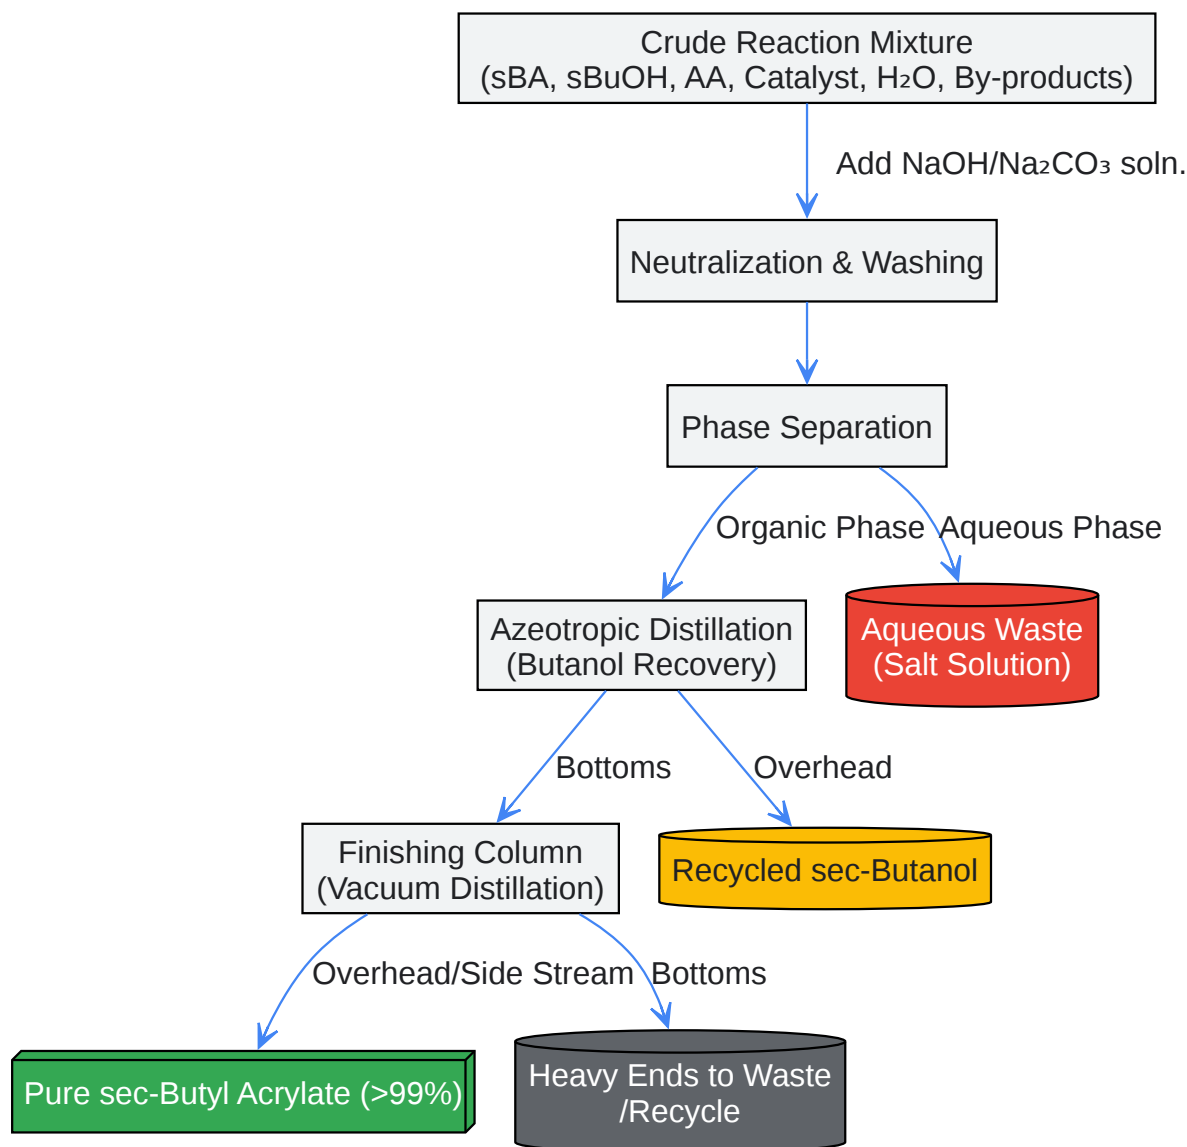 Crude Reaction Mixture
(sBA, sBuOH, AA, Catalyst, H₂O, By-products)
Add NaOH/Na₂CO₃ soln.
Neutralization & Washing
Phase Separation
Organic Phase
Aqueous Phase
Azeotropic Distillation
(Butanol Recovery)
Aqueous Waste
(Salt Solution)
Bottoms
Overhead
Finishing Column
(Vacuum Distillation)
Recycled sec-Butanol
Overhead/Side Stream
Bottoms
Pure sec-Butyl Acrylate (>99%)
Heavy Ends to Waste
/Recycle